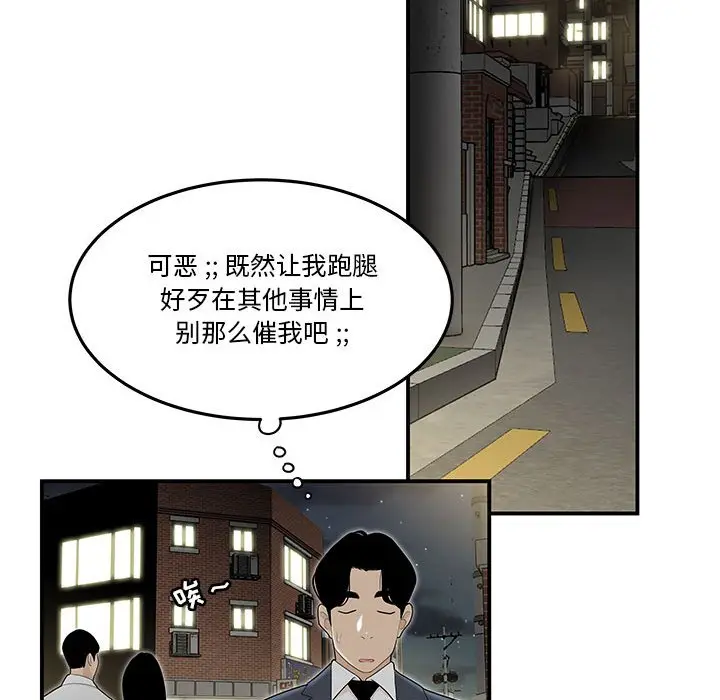 可恶 ;; 既然让我跑腿
好歹在其他事情上
别那么催我吧 ;;
唉～
;;